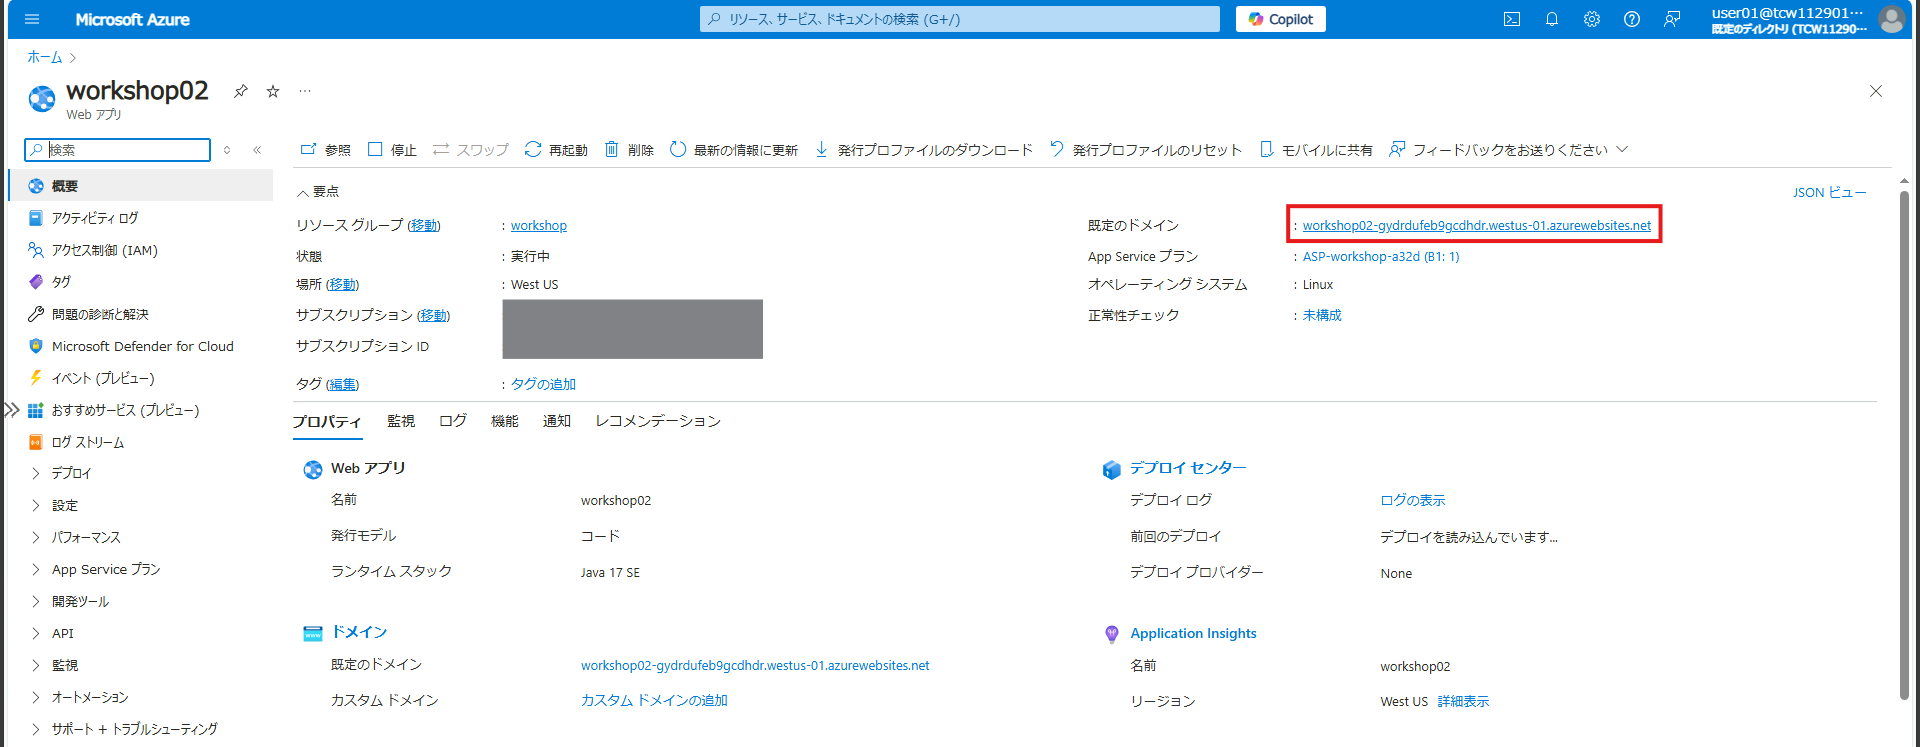 Microsoft Azure
リソース、サービス、ドキュメントの検索 (G+/)
Copilot
user01@tcw112901…
既定のディレクトリ (TCW11290…
ホーム
workshop02
Web アプリ
検索
参照 停止 スワップ 再起動 削除 最新の情報に更新 発行プロファイルのダウンロード 発行プロファイルのリセット モバイルに共有 フィードバックをお送りください
概要
アクティビティ ログ
アクセス制御 (IAM)
タグ
問題の診断と解決
Microsoft Defender for Cloud
イベント (プレビュー)
おすすめサービス (プレビュー)
ログ ストリーム
デプロイ
設定
パフォーマンス
App Service プラン
開発ツール
API
監視
オートメーション
サポート + トラブルシューティング
要点
JSON ビュー
リソース グループ (移動) : workshop
状態 : 実行中
場所 (移動) : West US
サブスクリプション (移動)
サブスクリプション ID
タグ (編集) : タグの追加
既定のドメイン : workshop02-gydrdufeb9gcdhdr.westus-01.azurewebsites.net
App Service プラン : ASP-workshop-a32d (B1: 1)
オペレーティング システム : Linux
正常性チェック : 未構成
プロパティ 監視 ログ 機能 通知 レコメンデーション
Web アプリ
名前 workshop02
発行モデル コード
ランタイム スタック Java 17 SE
ドメイン
既定のドメイン workshop02-gydrdufeb9gcdhdr.westus-01.azurewebsites.net
カスタム ドメイン カスタム ドメインの追加
デプロイ センター
デプロイ ログ ログの表示
前回のデプロイ デプロイを読み込んでいます...
デプロイ プロバイダー None
Application Insights
名前 workshop02
リージョン West US 詳細表示